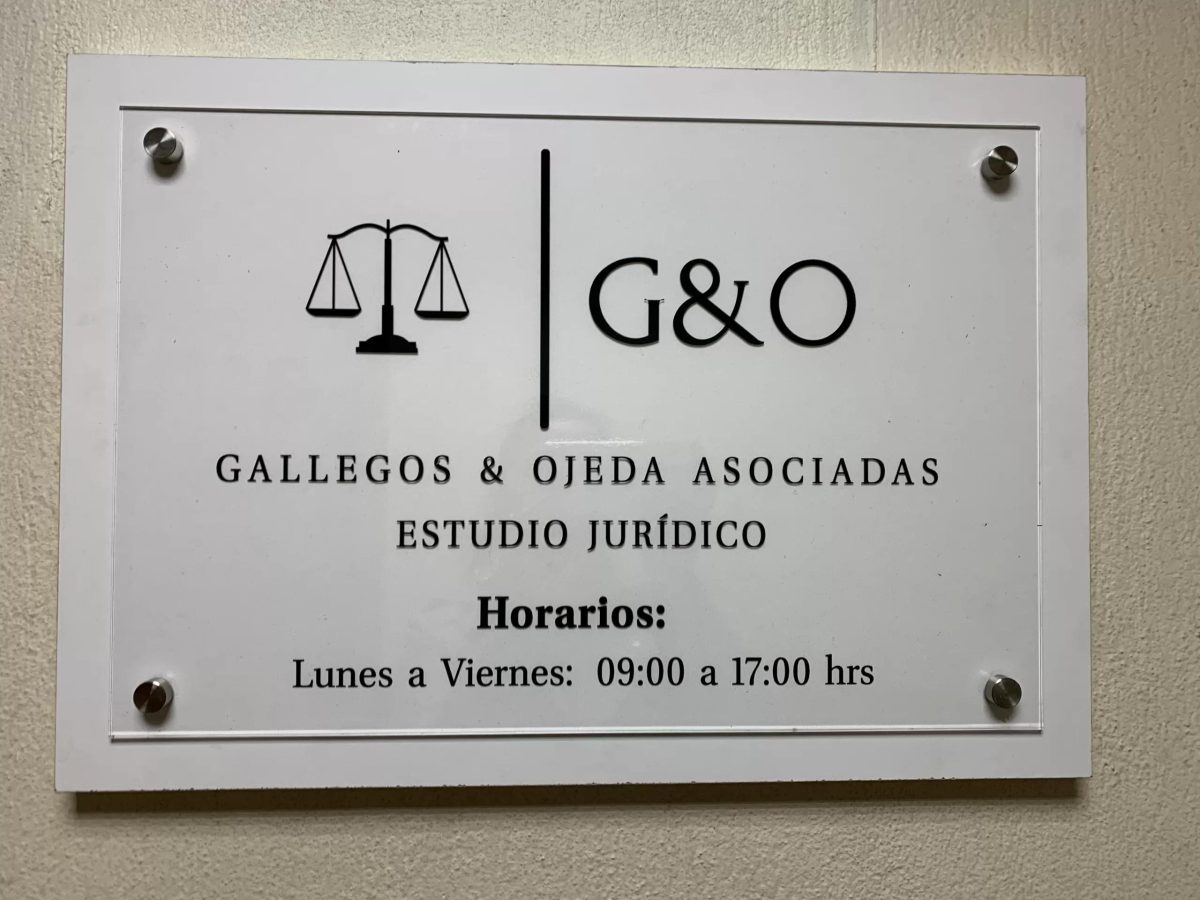 G&O
GALLEGOS & OJEDA ASOCIADAS
ESTUDIO JURÍDICO
Horarios:
Lunes a Viernes: 09:00 a 17:00 hrs